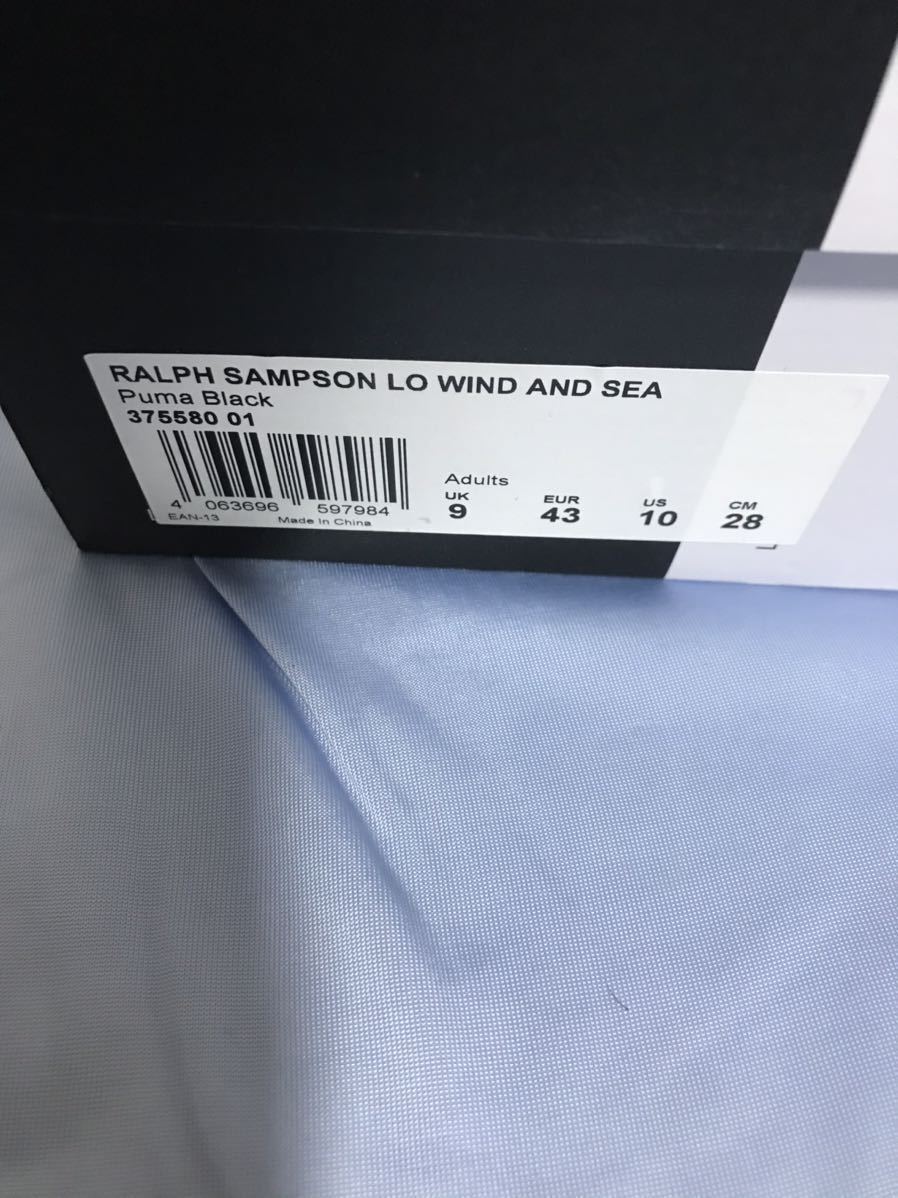 RALPH SAMPSON LO WIND AND SEA
Puma Black
375580 01
4 063696 597984
EAN-13
Made in China
Adults
UK EUR US CM
9 43 10 28